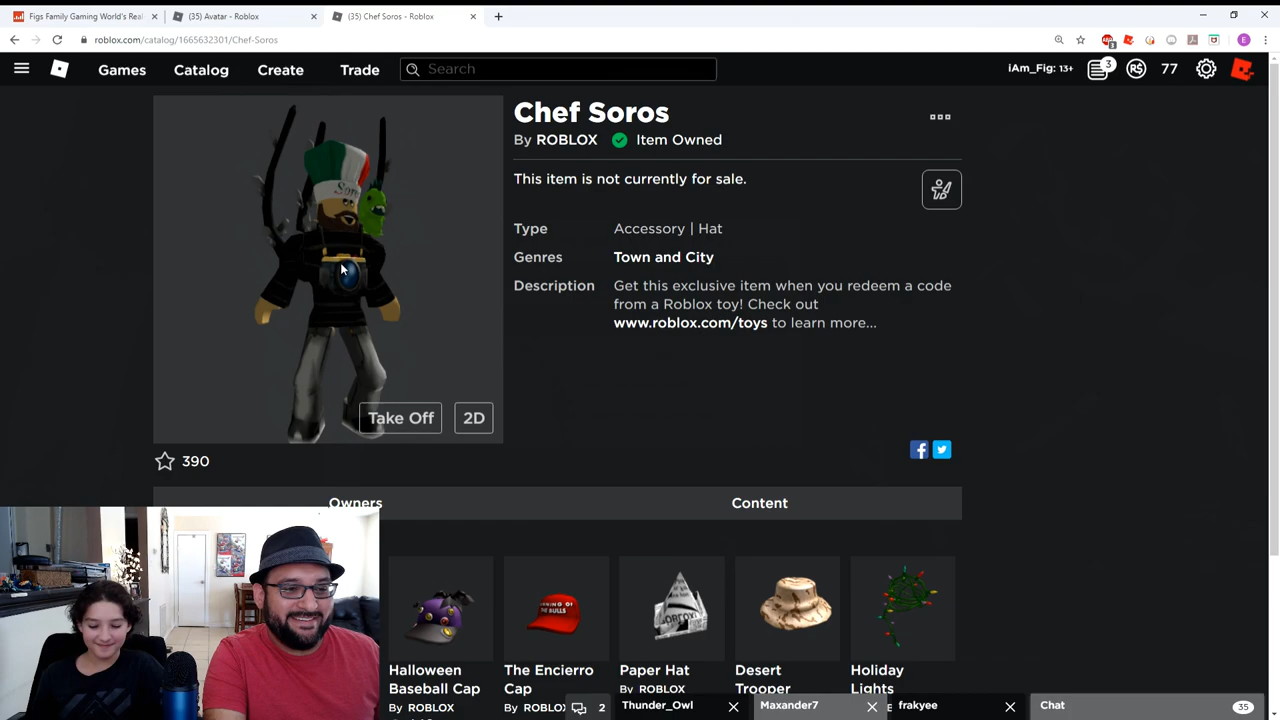 Figs Family Gaming World's Real
(35) Avatar - Roblox
(35) Chef Soros - Roblox
roblox.com/catalog/1665632301/Chef-Soros
3
E
Games
Catalog
Create
Trade
Search
iAm_Fig: 13+
3
R$
77
Chef Soros
By ROBLOX
Item Owned
This item is not currently for sale.
Type
Accessory | Hat
Genres
Town and City
Description
Get this exclusive item when you redeem a code
from a Roblox toy! Check out
www.roblox.com/toys to learn more...
Take Off
2D
390
Owners
Content
Halloween
Baseball Cap
By ROBLOX
The Encierro
Cap
By ROBLOX
Paper Hat
By ROBLOX
Desert
Trooper
Holiday
Lights
2
Thunder_Owl
Maxander7
frakyee
Chat
35